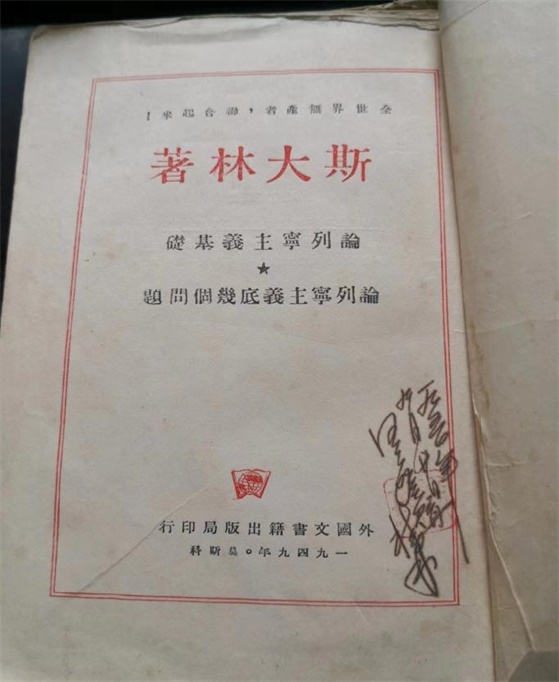 全世界無產者，聯合起來！
斯大林著
論列寧主義基礎
★
論列寧主義底幾個問題
外國文書籍出版局印行
一九四九年。莫斯科